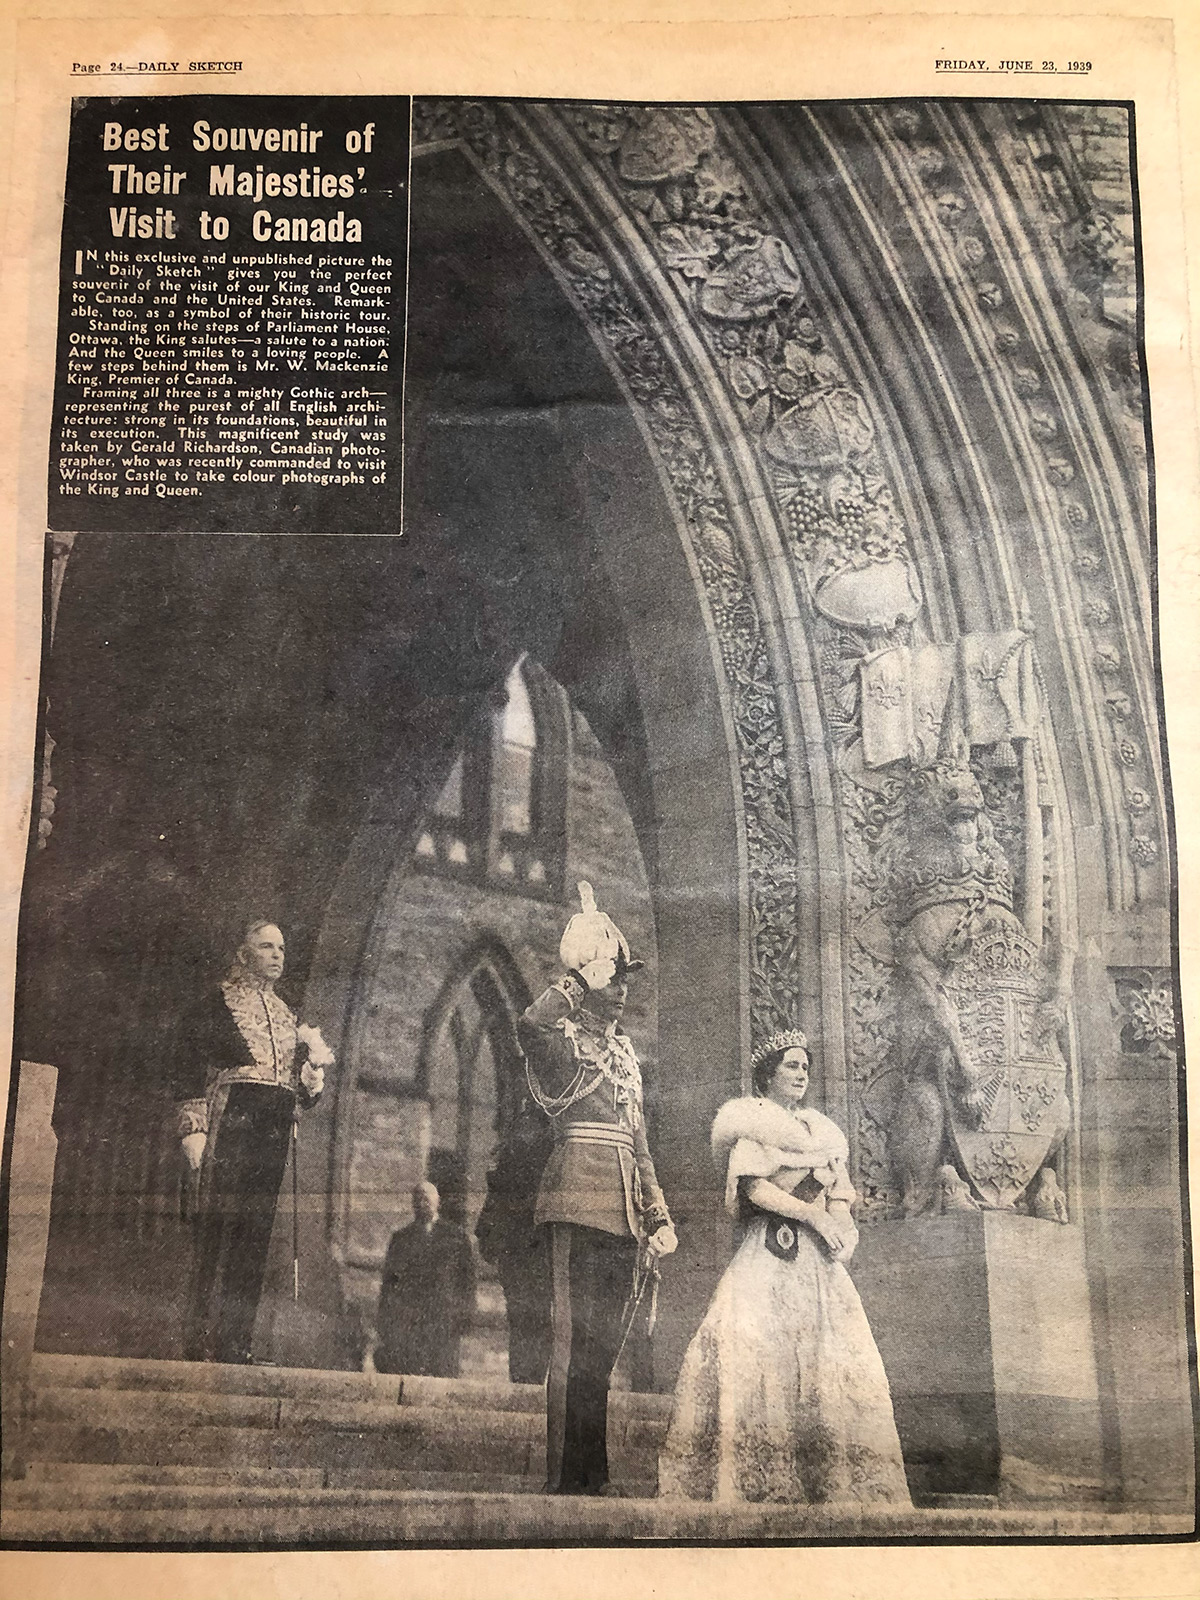 Page 24.—DAILY SKETCH
FRIDAY, JUNE 23, 1939
Best Souvenir of
Their Majesties'
Visit to Canada
IN this exclusive and unpublished picture the
"Daily Sketch" gives you the perfect
souvenir of the visit of our King and Queen
to Canada and the United States. Remark-
able, too, as a symbol of their historic tour.
Standing on the steps of Parliament House,
Ottawa, the King salutes—a salute to a nation.
And the Queen smiles to a loving people. A
few steps behind them is Mr. W. Mackenzie
King, Premier of Canada.
Framing all three is a mighty Gothic arch—
representing the purest of all English archi-
tecture: strong in its foundations, beautiful in
its execution. This magnificent study was
taken by Gerald Richardson, Canadian photo-
grapher, who was recently commanded to visit
Windsor Castle to take colour photographs of
the King and Queen.